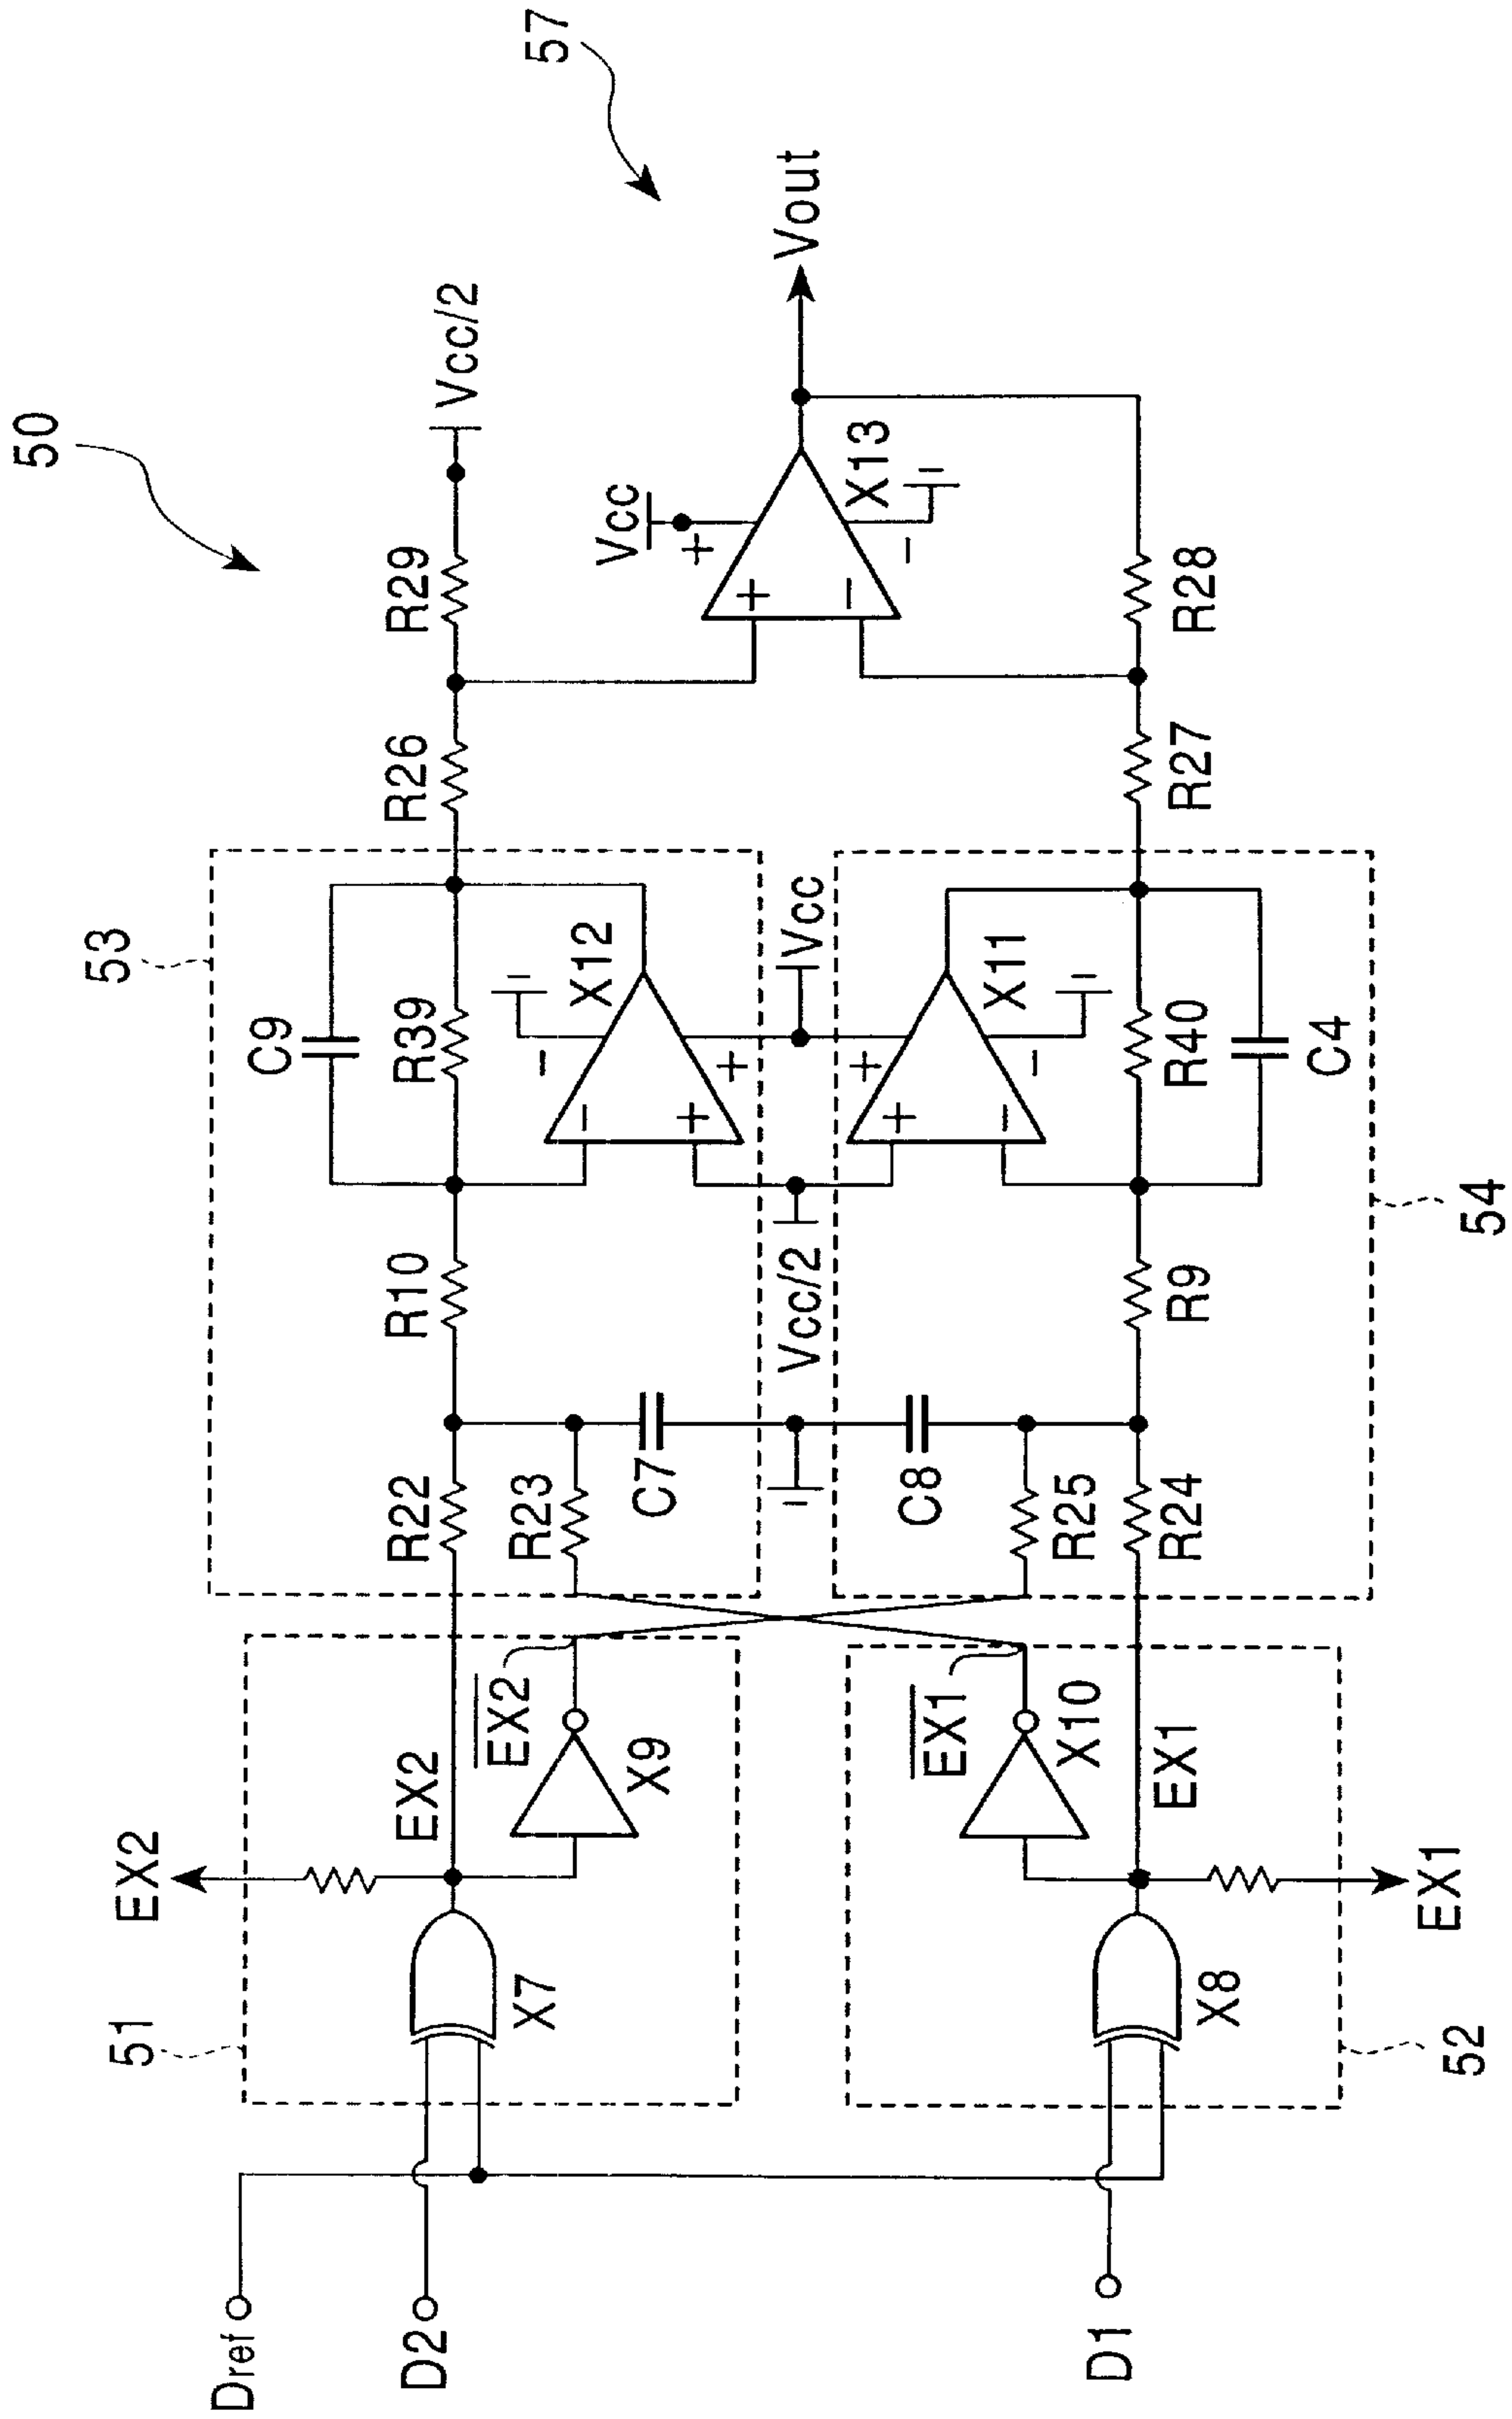 50
57
Vcc/2
R29
Vcc
+
+
−
X13
−
Vout
R28
R26
R27
53
C9
R39
X12
−
−
+
+
Vcc
X11
+
+
−
−
R40
C4
R10
Vcc/2
R9
54
R22
R23
C7
C8
R25
R24
EX2
EX2
EX2
X9
EX1
X10
EX1
EX1
51
X7
X8
52
Dref
D2
D1